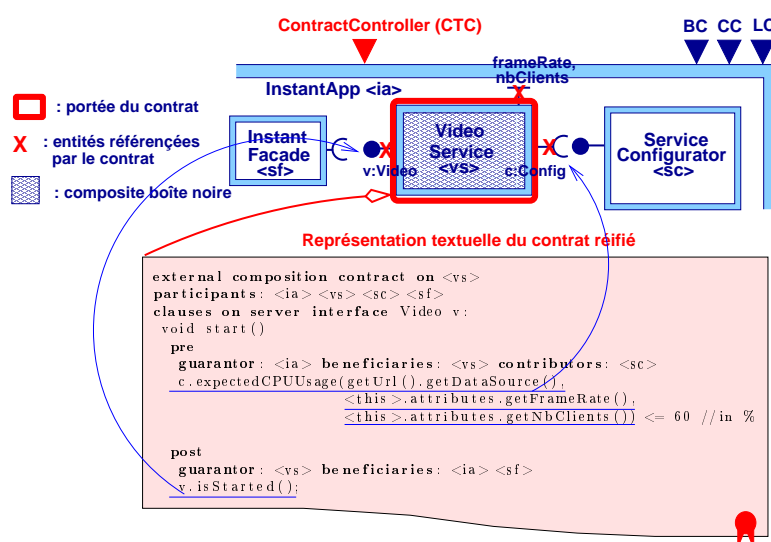 ContractController (CTC)
BC CC LC
frameRate,
nbClients
InstantApp <ia>
: portée du contrat
X : entités référençées
par le contrat
: composite boîte noire
Instant
Facade
<sf>
X
v:Video
Video
Service
<vs>
X
X
c:Config
Service
Configurator
<sc>
Représentation textuelle du contrat réifié
external composition contract on <vs>
participants: <ia> <vs> <sc> <sf>
clauses on server interface Video v:
void start()
pre
guarantor: <ia> beneficiaries: <vs> contributors: <sc>
c.expectedCPUUsage(getUrl().getDataSource(),
<this>.attributes.getFrameRate(),
<this>.attributes.getNbClients()) <= 60 //in %
post
guarantor: <vs> beneficiaries: <ia> <sf>
v.isStarted();